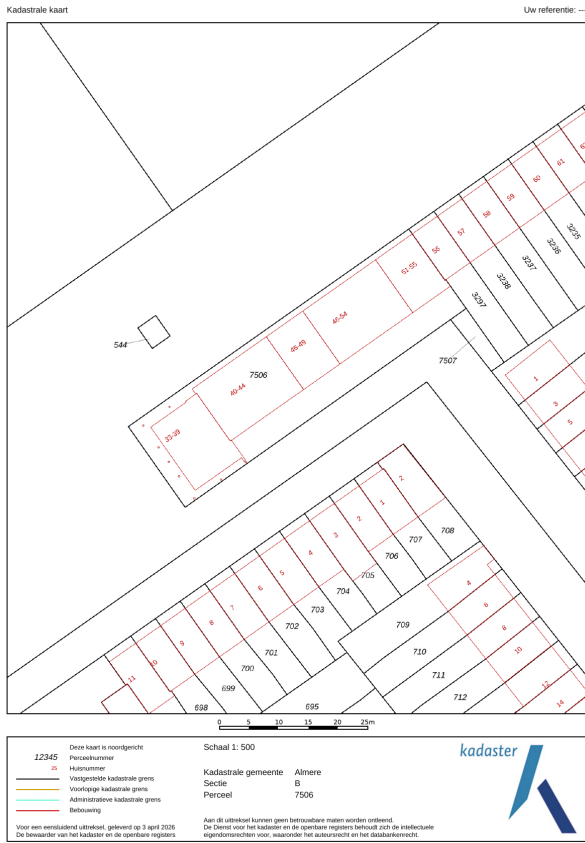 Kadastrale kaart
Uw referentie: --
60
61
59
58
57
56
3235
3236
3237
3238
3297
51-55
45-54
46-49
544
7506
7507
40-44
33-39
1
3
5
2
1
2
3
4
5
6
7
8
9
10
11
708
707
706
705
704
703
702
701
700
699
698
695
709
710
711
712
4
6
8
10
12
14
0 5 10 15 20 25m
Deze kaart is noordgericht
12345 Perceelnummer
25 Huisnummer
Vastgestelde kadastrale grens
Voorlopige kadastrale grens
Administratieve kadastrale grens
Bebouwing
Voor een eensluidend uittreksel, geleverd op 3 april 2026
De bewaarder van het kadaster en de openbare registers
Schaal 1: 500
Kadastrale gemeente Almere
Sectie B
Perceel 7506
Aan dit uittreksel kunnen geen betrouwbare maten worden ontleend.
De Dienst voor het kadaster en de openbare registers behoudt zich de intellectuele
eigendomsrechten voor, waaronder het auteursrecht en het databankenrecht.
kadaster